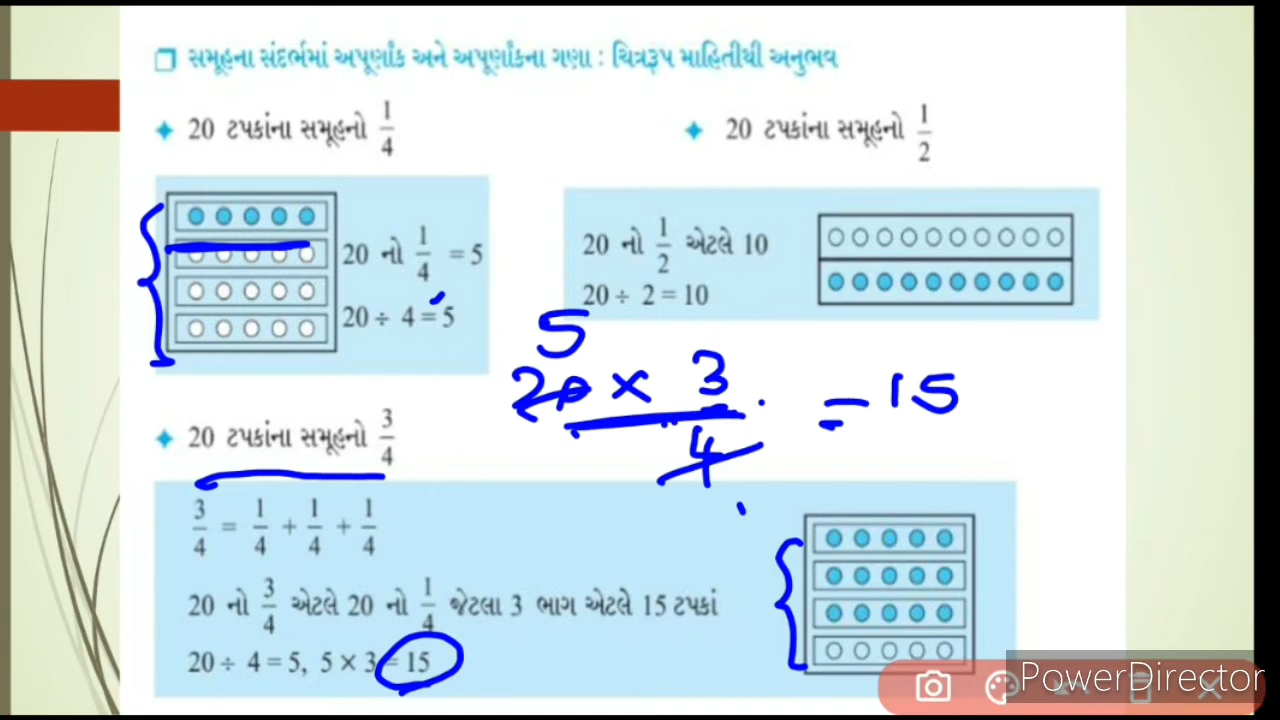 ❒ સમૂહના સંદર્ભમાં અપૂર્ણાંક અને અપૂર્ણાંકના ગણા : ચિત્રરૂપ માહિતીથી અનુભવ
✦ 20 ટપકાંના સમૂહનો 1/4
✦ 20 ટપકાંના સમૂહનો 1/2
20 નો 1/4 = 5
20 ÷ 4 = 5
20 નો 1/2 એટલે 10
20 ÷ 2 = 10
5
20 × 3 = 15
4
✦ 20 ટપકાંના સમૂહનો 3/4
3/4 = 1/4 + 1/4 + 1/4
20 નો 3/4 એટલે 20 નો 1/4 જેટલા 3 ભાગ એટલે 15 ટપકાં
20 ÷ 4 = 5, 5 × 3 = 15
PowerDirector